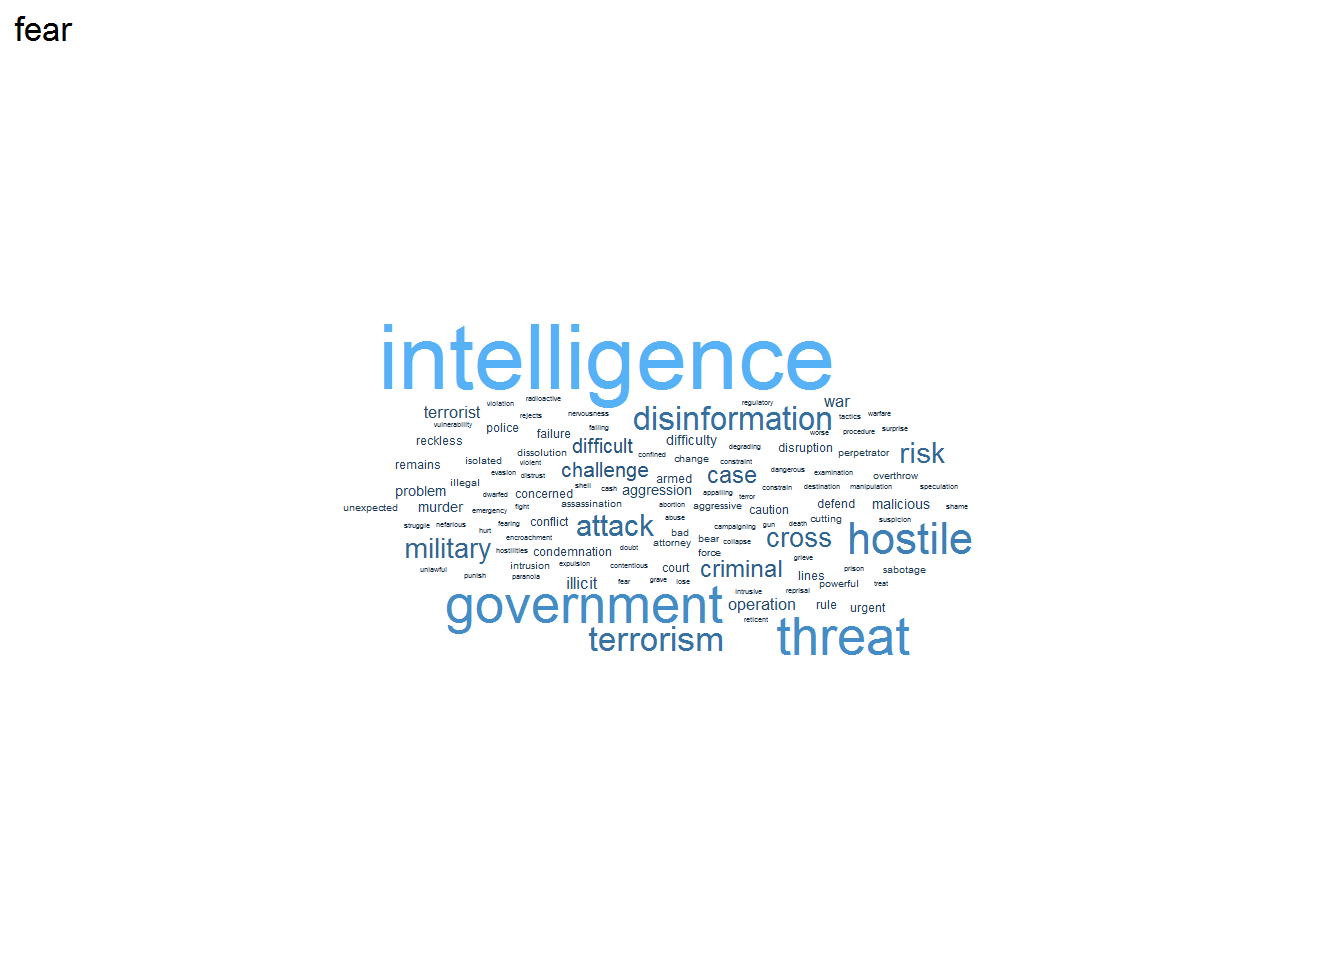 fear
intelligence
violation radioactive regulatory war
terrorist rejects nervousness disinformation tactics warfare
vulnerability police failure failing worse procedure surprise
reckless difficult difficulty degrading disruption perpetrator risk
remains isolated dissolution violent confined change constraint
evasion distrust challenge armed case dangerous examination overthrow
illegal shell cash constrain destination manipulation speculation
problem dwarfed concerned aggression appalling terror
unexpected murder emergency fight assassination abortion aggressive caution defend malicious shame
struggle nefarious fearing conflict attack abuse campaigning gun death cutting suspicion
hurt encroachment bad bear collapse cross hostile
military hostilities condemnation doubt attorney force
unlawful intrusion expulsion contentious court criminal grieve prison sabotage
punish paranoia illicit fear grave lose lines powerful treat
government intrusive reprisal
operation rule urgent
reticent
terrorism threat